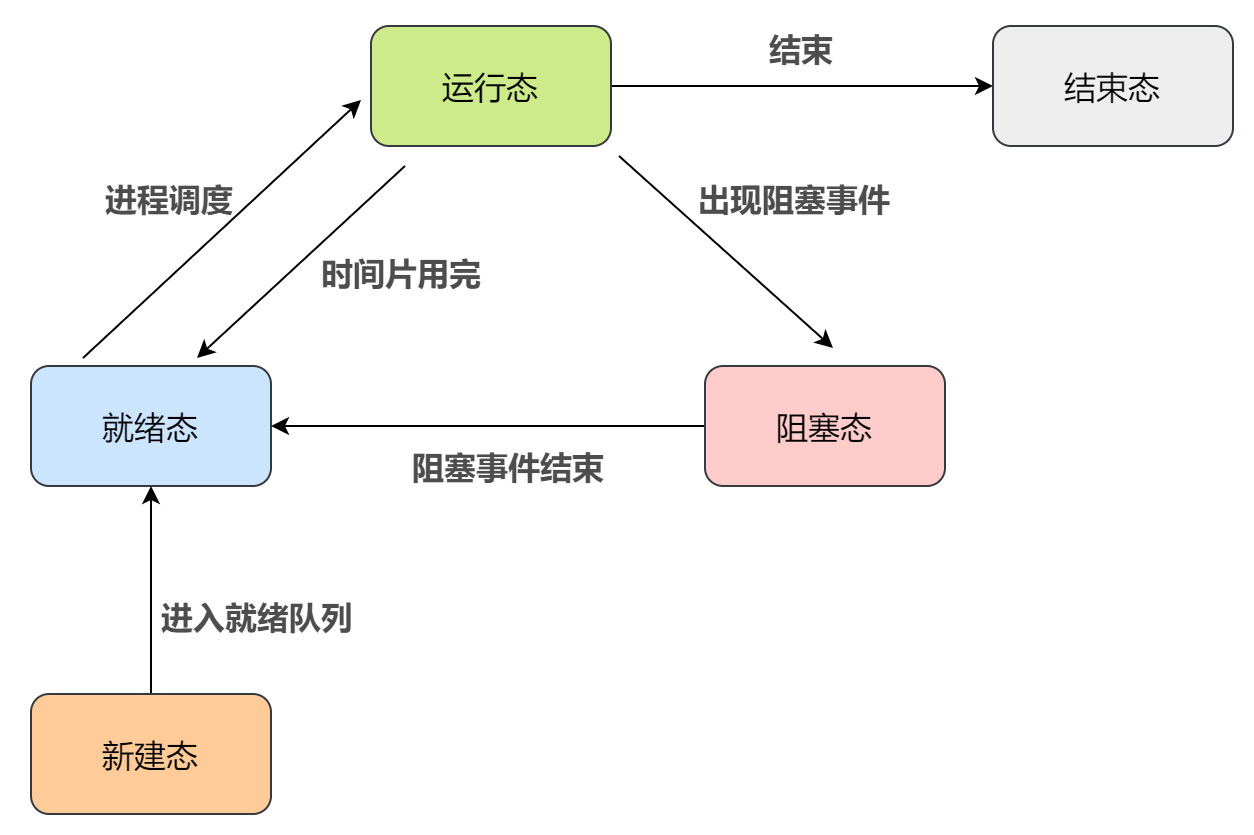 结束
运行态
结束态
进程调度
出现阻塞事件
时间片用完
就绪态
阻塞态
阻塞事件结束
进入就绪队列
新建态